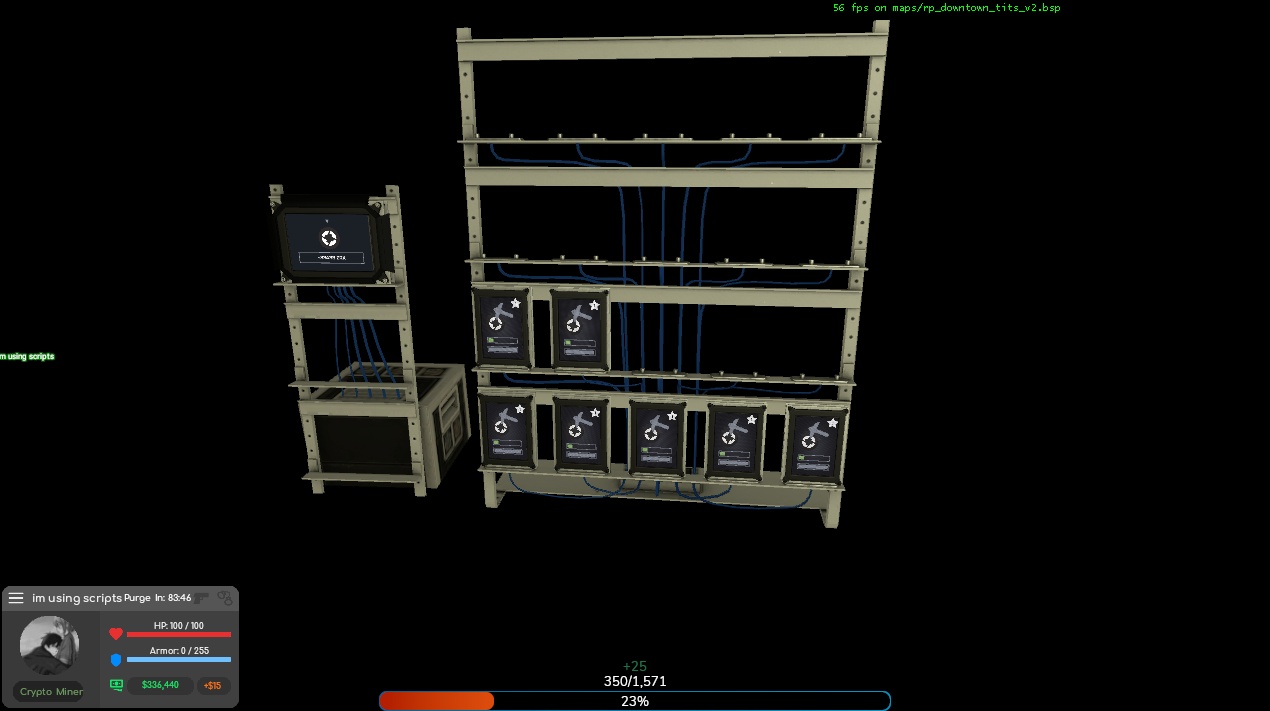 56 fps on maps/rp_downtown_tits_v2.bsp
m using scripts
im using scripts Purge In: 83:46
HP: 100 / 100
Armor: 0 / 255
Crypto Miner
$336,440
+$15
+25
350/1,571
23%